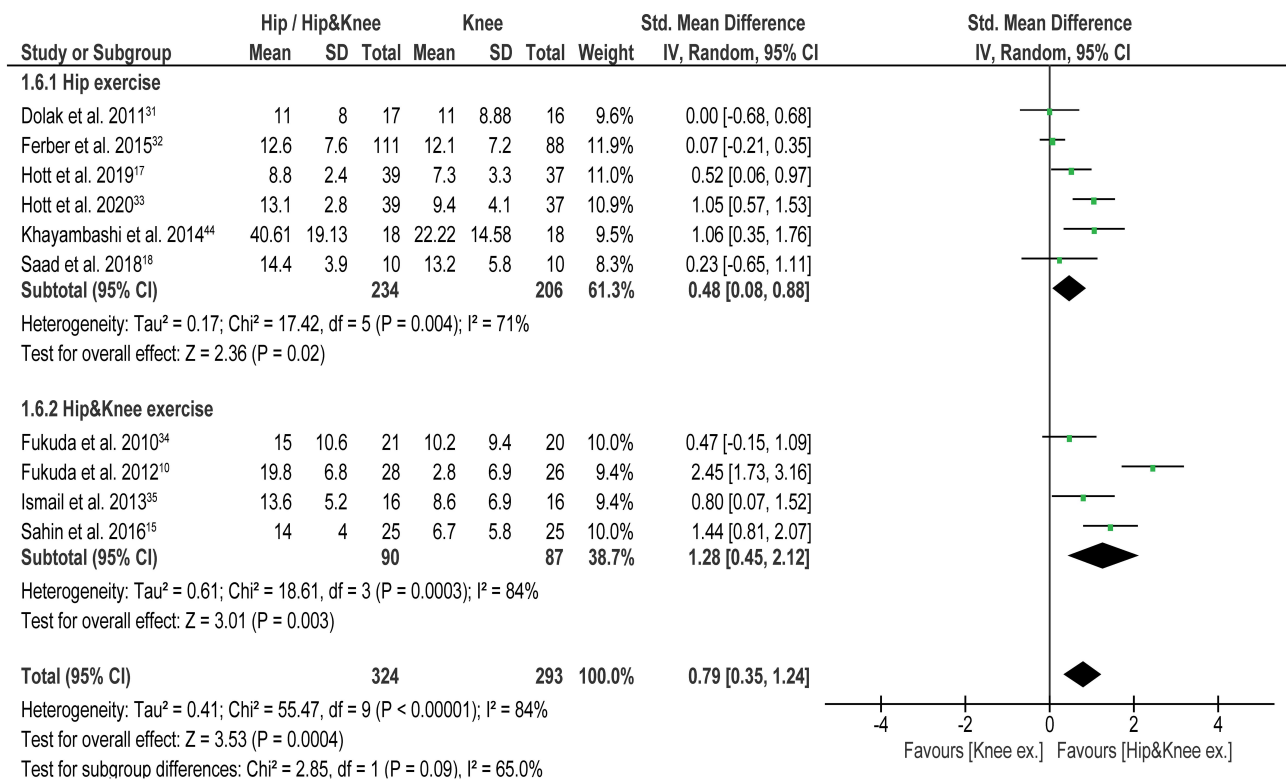 Hip / Hip&Knee Knee Std. Mean Difference Std. Mean Difference
Study or Subgroup Mean SD Total Mean SD Total Weight IV, Random, 95% CI IV, Random, 95% CI
1.6.1 Hip exercise
Dolak et al. 2011³¹ 11 8 17 11 8.88 16 9.6% 0.00 [-0.68, 0.68]
Ferber et al. 2015³² 12.6 7.6 111 12.1 7.2 88 11.9% 0.07 [-0.21, 0.35]
Hott et al. 2019¹⁷ 8.8 2.4 39 7.3 3.3 37 11.0% 0.52 [0.06, 0.97]
Hott et al. 2020³³ 13.1 2.8 39 9.4 4.1 37 10.9% 1.05 [0.57, 1.53]
Khayambashi et al. 2014⁴⁴ 40.61 19.13 18 22.22 14.58 18 9.5% 1.06 [0.35, 1.76]
Saad et al. 2018¹⁸ 14.4 3.9 10 13.2 5.8 10 8.3% 0.23 [-0.65, 1.11]
Subtotal (95% CI) 234 206 61.3% 0.48 [0.08, 0.88]
Heterogeneity: Tau² = 0.17; Chi² = 17.42, df = 5 (P = 0.004); I² = 71%
Test for overall effect: Z = 2.36 (P = 0.02)
1.6.2 Hip&Knee exercise
Fukuda et al. 2010³⁴ 15 10.6 21 10.2 9.4 20 10.0% 0.47 [-0.15, 1.09]
Fukuda et al. 2012¹⁰ 19.8 6.8 28 2.8 6.9 26 9.4% 2.45 [1.73, 3.16]
Ismail et al. 2013³⁵ 13.6 5.2 16 8.6 6.9 16 9.4% 0.80 [0.07, 1.52]
Sahin et al. 2016¹⁵ 14 4 25 6.7 5.8 25 10.0% 1.44 [0.81, 2.07]
Subtotal (95% CI) 90 87 38.7% 1.28 [0.45, 2.12]
Heterogeneity: Tau² = 0.61; Chi² = 18.61, df = 3 (P = 0.0003); I² = 84%
Test for overall effect: Z = 3.01 (P = 0.003)
Total (95% CI) 324 293 100.0% 0.79 [0.35, 1.24]
Heterogeneity: Tau² = 0.41; Chi² = 55.47, df = 9 (P < 0.00001); I² = 84%
Test for overall effect: Z = 3.53 (P = 0.0004)
Test for subgroup differences: Chi² = 2.85, df = 1 (P = 0.09), I² = 65.0%
-4 -2 0 2 4
Favours [Knee ex.] Favours [Hip&Knee ex.]